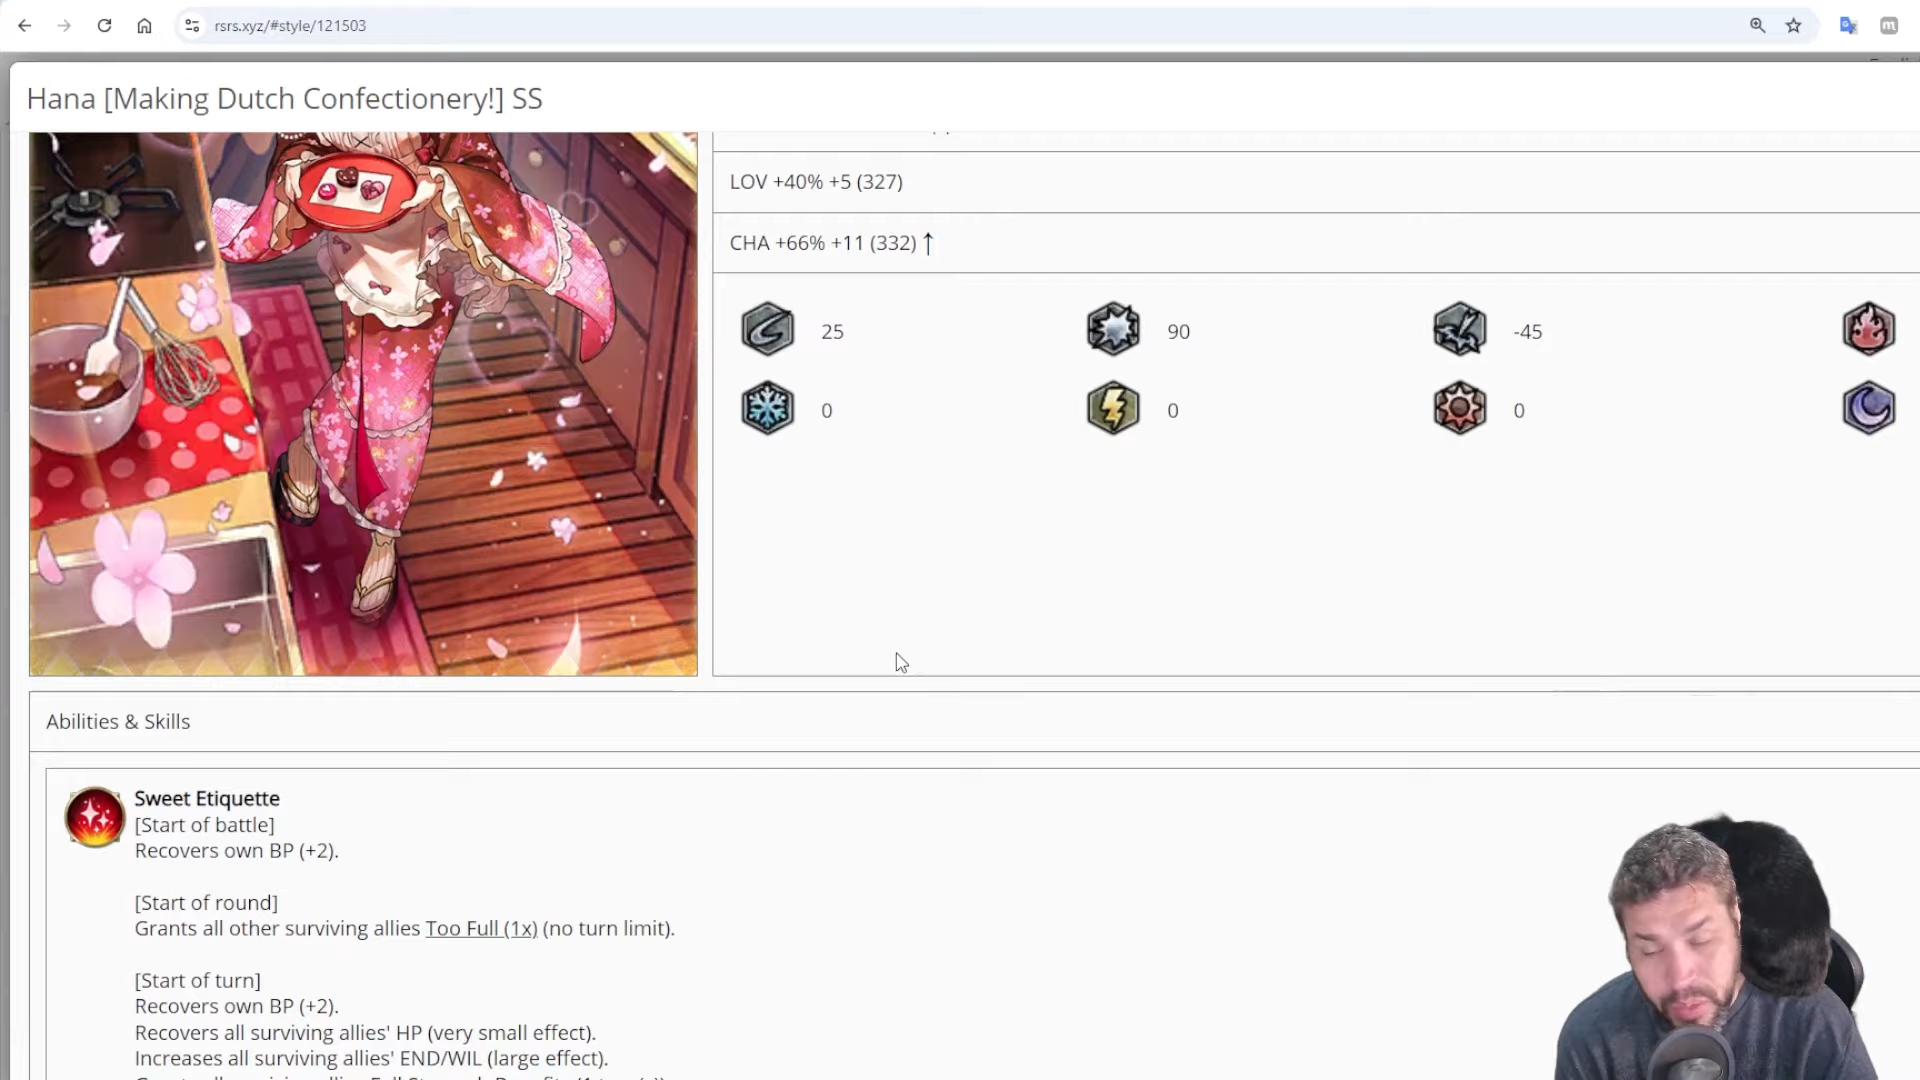 rsrs.xyz/#style/121503
Hana [Making Dutch Confectionery!] SS
LOV +40% +5 (327)
CHA +66% +11 (332) ↑
25
90
-45
0
0
0
Abilities & Skills
Sweet Etiquette
[Start of battle]
Recovers own BP (+2).
[Start of round]
Grants all other surviving allies Too Full (1x) (no turn limit).
[Start of turn]
Recovers own BP (+2).
Recovers all surviving allies' HP (very small effect).
Increases all surviving allies' END/WIL (large effect).